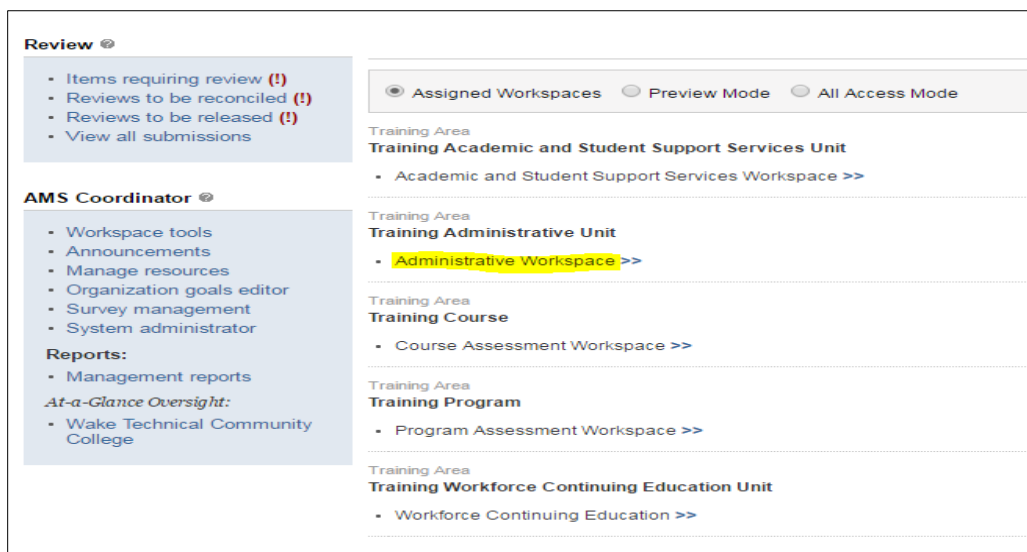 Review
Items requiring review (!)
Reviews to be reconciled (!)
Reviews to be released (!)
View all submissions
AMS Coordinator
Workspace tools
Announcements
Manage resources
Organization goals editor
Survey management
System administrator
Reports:
Management reports
At-a-Glance Oversight:
Wake Technical Community
College
Assigned Workspaces Preview Mode All Access Mode
Training Area
Training Academic and Student Support Services Unit
Academic and Student Support Services Workspace >>
Training Area
Training Administrative Unit
Administrative Workspace >>
Training Area
Training Course
Course Assessment Workspace >>
Training Area
Training Program
Program Assessment Workspace >>
Training Area
Training Workforce Continuing Education Unit
Workforce Continuing Education >>